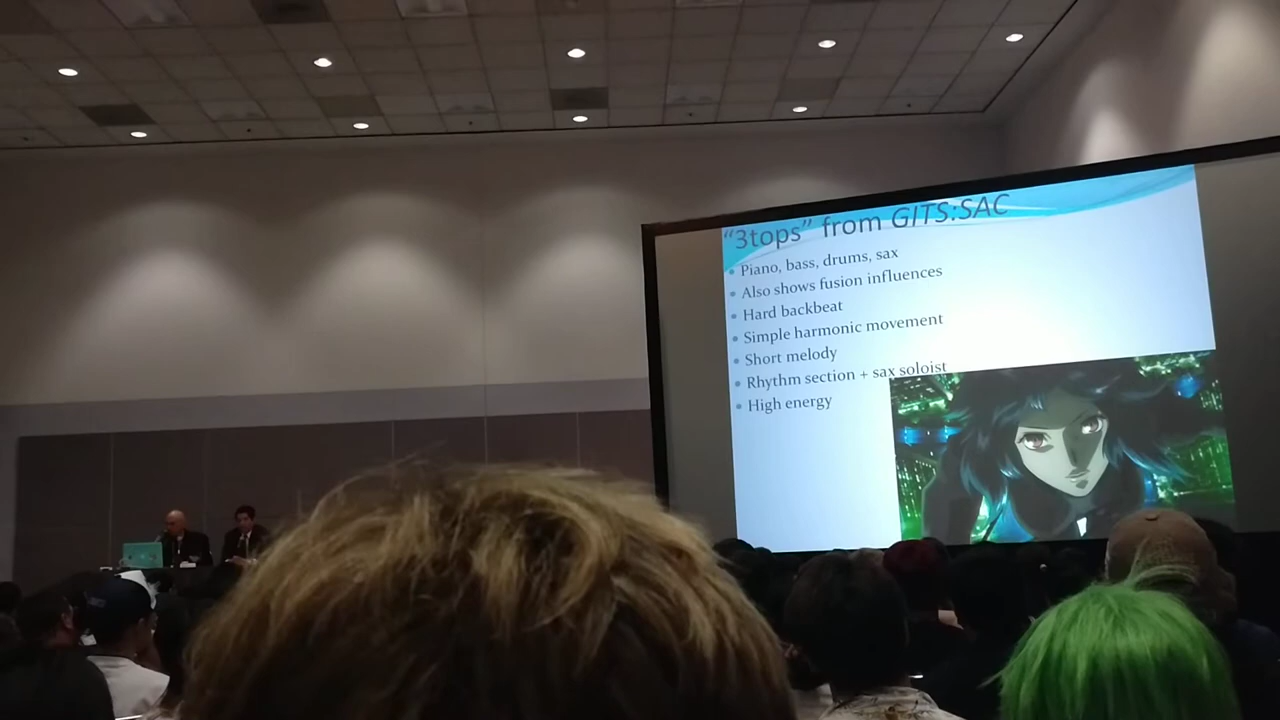 "3tops" from GITS:SAC
• Piano, bass, drums, sax
• Also shows fusion influences
• Hard backbeat
• Simple harmonic movement
• Short melody
• Rhythm section + sax soloist
• High energy